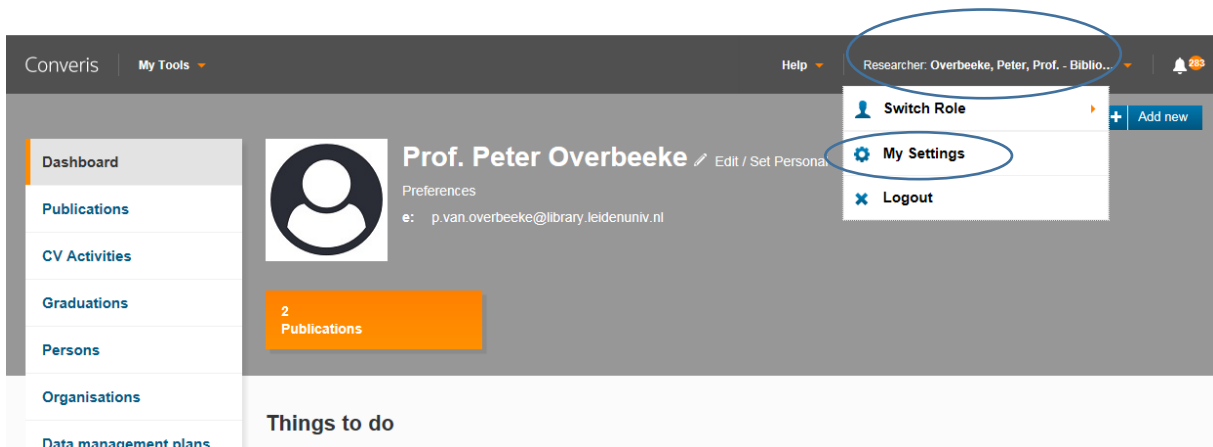 Converis My Tools Help Researcher: Overbeeke, Peter, Prof. - Biblio... 283
Switch Role
My Settings
Logout
Add new
Dashboard
Publications
CV Activities
Graduations
Persons
Organisations
Data management plans
Prof. Peter Overbeeke Edit / Set Personal
Preferences
e: p.van.overbeeke@library.leidenuniv.nl
2
Publications
Things to do